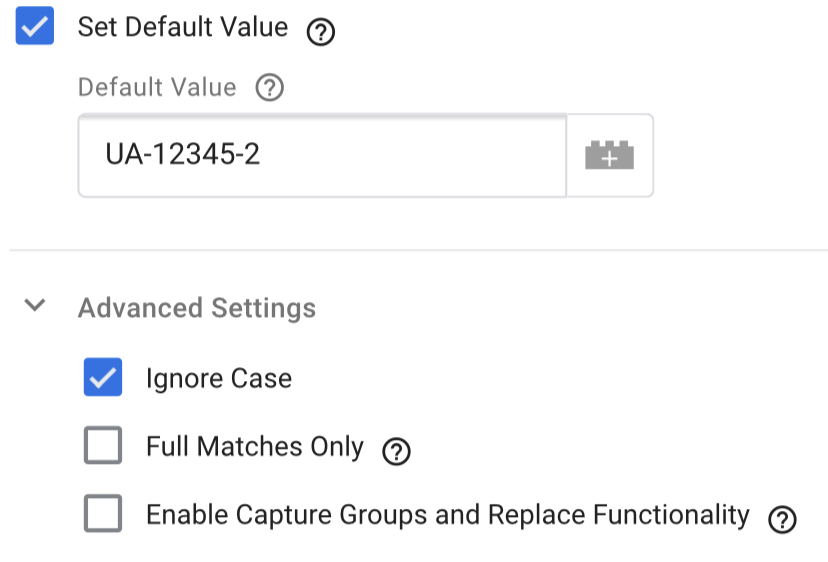 Set Default Value
Default Value
UA-12345-2
Advanced Settings
Ignore Case
Full Matches Only
Enable Capture Groups and Replace Functionality